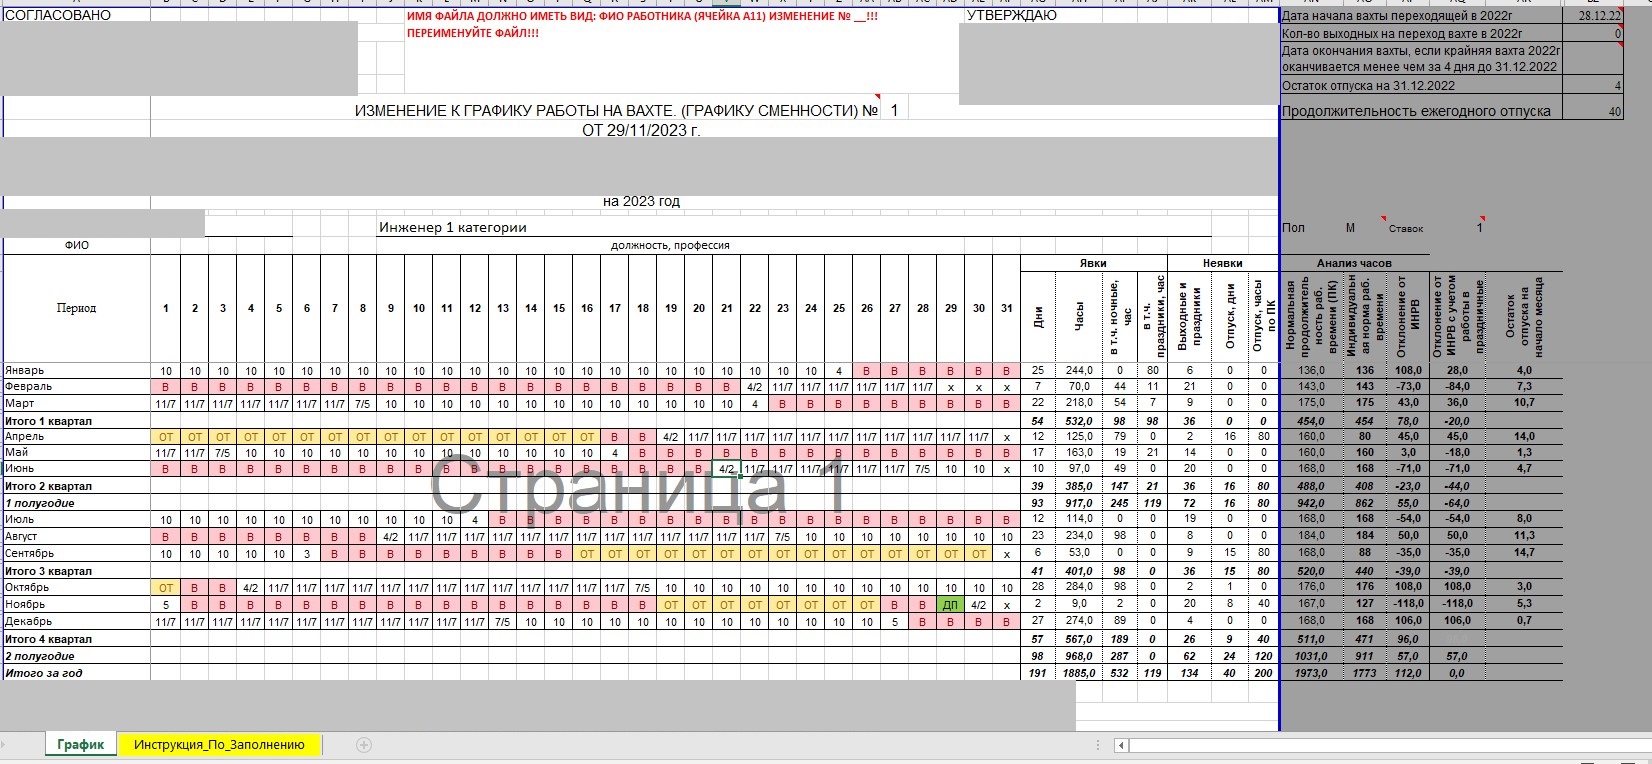 СОГЛАСОВАНО
ИМЯ ФАЙЛА ДОЛЖНО ИМЕТЬ ВИД: ФИО РАБОТНИКА (ЯЧЕЙКА А11) ИЗМЕНЕНИЕ № __!!!
ПЕРЕИМЕНУЙТЕ ФАЙЛ!!!
УТВЕРЖДАЮ
Дата начала вахты переходящей в 2022г 28.12.22
Кол-во выходных на переход вахте в 2022г 0
Дата окончания вахты, если крайняя вахта 2022г
оканчивается менее чем за 4 дня до 31.12.2022
Остаток отпуска на 31.12.2022 4
Продолжительность ежегодного отпуска 40
ИЗМЕНЕНИЕ К ГРАФИКУ РАБОТЫ НА ВАХТЕ. (ГРАФИКУ СМЕННОСТИ) № 1
ОТ 29/11/2023 г.
на 2023 год
Инженер 1 категории
Пол М Ставок 1
ФИО должность, профессия
Явки Неявки Анализ часов
Период 1 2 3 4 5 6 7 8 9 10 11 12 13 14 15 16 17 18 19 20 21 22 23 24 25 26 27 28 29 30 31
Дни
Часы
в т.ч. ночные, час
в т.ч. праздники, час
Выходные и праздники
Отпуск, дни
Отпуск, часы по ПК
Нормальная продолжитель ность раб. времени (ПК)
Индивидуальн ая норма раб. времени
Отклонение от ИНРВ
Отклонение от ИНРВ с учетом работы в праздничные
Остаток отпуска на начало месяца
Январь 10 10 10 10 10 10 10 10 10 10 10 10 10 10 10 10 10 10 10 10 10 10 10 10 4 В В В В В В 25 244,0 0 80 6 0 0 136,0 136 108,0 28,0 4,0
Февраль В В В В В В В В В В В В В В В В В В В В В 4/2 11/7 11/7 11/7 11/7 11/7 11/7 х х х 7 70,0 44 11 21 0 0 143,0 143 -73,0 -84,0 7,3
Март 11/7 11/7 11/7 11/7 11/7 11/7 11/7 7/5 10 10 10 10 10 10 10 10 10 10 10 10 10 4 В В В В В В В В В 22 218,0 54 7 9 0 0 175,0 175 43,0 36,0 10,7
Итого 1 квартал 54 532,0 98 98 36 0 0 454,0 454 78,0 -20,0
Апрель ОТ ОТ ОТ ОТ ОТ ОТ ОТ ОТ ОТ ОТ ОТ ОТ ОТ ОТ ОТ ОТ В В 4/2 11/7 11/7 11/7 11/7 11/7 11/7 11/7 11/7 11/7 11/7 11/7 х 12 125,0 79 0 2 16 80 160,0 80 45,0 45,0 14,0
Май 11/7 11/7 7/5 10 10 10 10 10 10 10 10 10 10 10 10 10 4 В В В В В В В В В В В В В В 17 163,0 19 21 14 0 0 160,0 160 3,0 -18,0 1,3
Июнь В В В В В В В В В В В В В В В В В В В В 4/2 11/7 11/7 11/7 11/7 11/7 11/7 7/5 10 10 х 10 97,0 49 0 20 0 0 168,0 168 -71,0 -71,0 4,7
Страница 1
Итого 2 квартал 39 385,0 147 21 36 16 80 488,0 408 -23,0 -44,0
1 полугодие 93 917,0 245 119 72 16 80 942,0 862 55,0 -64,0
Июль 10 10 10 10 10 10 10 10 10 10 10 4 В В В В В В В В В В В В В В В В В В В 12 114,0 0 0 19 0 0 168,0 168 -54,0 -54,0 8,0
Август В В В В В В В В 4/2 11/7 11/7 11/7 11/7 11/7 11/7 11/7 11/7 11/7 11/7 11/7 11/7 11/7 7/5 10 10 10 10 10 10 10 10 23 234,0 98 0 8 0 0 184,0 184 50,0 50,0 11,3
Сентябрь 10 10 10 10 10 3 В В В В В В В В В ОТ ОТ ОТ ОТ ОТ ОТ ОТ ОТ ОТ ОТ ОТ ОТ ОТ ОТ ОТ х 6 53,0 0 0 9 15 80 168,0 88 -35,0 -35,0 14,7
Итого 3 квартал 41 401,0 98 0 36 15 80 520,0 440 -39,0 -39,0
Октябрь ОТ В В 4/2 11/7 11/7 11/7 11/7 11/7 11/7 11/7 11/7 11/7 11/7 11/7 11/7 11/7 7/5 10 10 10 10 10 10 10 10 10 10 10 10 10 28 284,0 98 0 2 1 0 176,0 176 108,0 108,0 3,0
Ноябрь 5 В В В В В В В В В В В В В В В В В ОТ ОТ ОТ ОТ ОТ ОТ ОТ ОТ В В ДП 4/2 х 2 9,0 2 0 20 8 40 167,0 127 -118,0 -118,0 5,3
Декабрь 11/7 11/7 11/7 11/7 11/7 11/7 11/7 11/7 11/7 11/7 11/7 11/7 7/5 10 10 10 10 10 10 10 10 10 10 10 10 10 5 В В В В 27 274,0 89 0 4 0 0 168,0 168 106,0 106,0 0,7
Итого 4 квартал 57 567,0 189 0 26 9 40 511,0 471 96,0
2 полугодие 98 968,0 287 0 62 24 120 1031,0 911 57,0 57,0
Итого за год 191 1885,0 532 119 134 40 200 1973,0 1773 112,0 0,0
График Инструкция_По_Заполнению